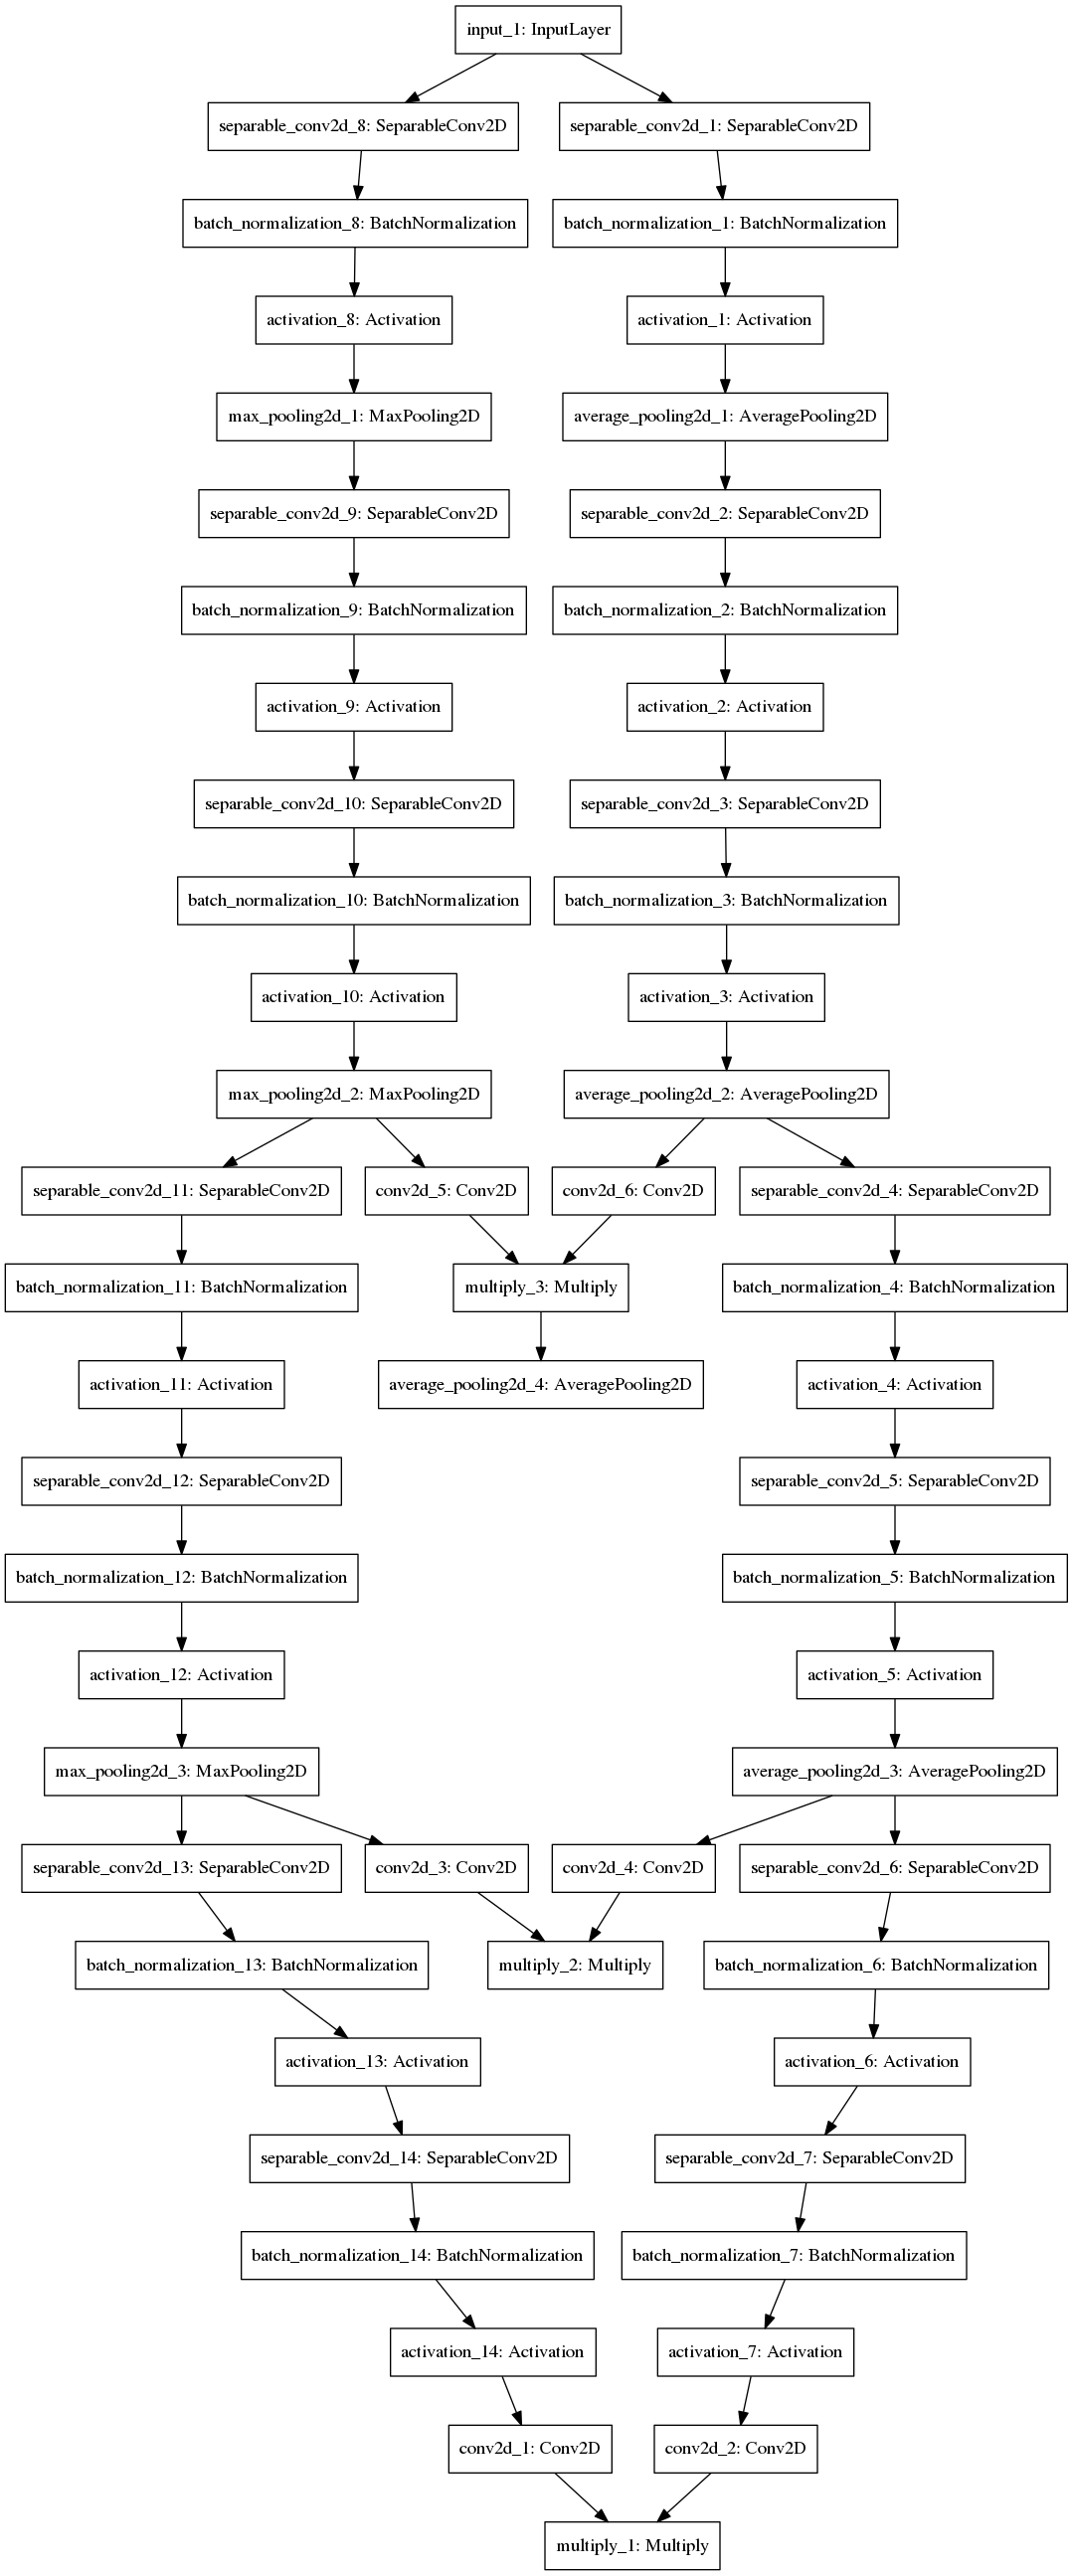 input_1: InputLayer
separable_conv2d_8: SeparableConv2D
separable_conv2d_1: SeparableConv2D
batch_normalization_8: BatchNormalization
batch_normalization_1: BatchNormalization
activation_8: Activation
activation_1: Activation
max_pooling2d_1: MaxPooling2D
average_pooling2d_1: AveragePooling2D
separable_conv2d_9: SeparableConv2D
separable_conv2d_2: SeparableConv2D
batch_normalization_9: BatchNormalization
batch_normalization_2: BatchNormalization
activation_9: Activation
activation_2: Activation
separable_conv2d_10: SeparableConv2D
separable_conv2d_3: SeparableConv2D
batch_normalization_10: BatchNormalization
batch_normalization_3: BatchNormalization
activation_10: Activation
activation_3: Activation
max_pooling2d_2: MaxPooling2D
average_pooling2d_2: AveragePooling2D
separable_conv2d_11: SeparableConv2D
conv2d_5: Conv2D
conv2d_6: Conv2D
separable_conv2d_4: SeparableConv2D
batch_normalization_11: BatchNormalization
multiply_3: Multiply
batch_normalization_4: BatchNormalization
activation_11: Activation
average_pooling2d_4: AveragePooling2D
activation_4: Activation
separable_conv2d_12: SeparableConv2D
separable_conv2d_5: SeparableConv2D
batch_normalization_12: BatchNormalization
batch_normalization_5: BatchNormalization
activation_12: Activation
activation_5: Activation
max_pooling2d_3: MaxPooling2D
average_pooling2d_3: AveragePooling2D
separable_conv2d_13: SeparableConv2D
conv2d_3: Conv2D
conv2d_4: Conv2D
separable_conv2d_6: SeparableConv2D
batch_normalization_13: BatchNormalization
multiply_2: Multiply
batch_normalization_6: BatchNormalization
activation_13: Activation
activation_6: Activation
separable_conv2d_14: SeparableConv2D
separable_conv2d_7: SeparableConv2D
batch_normalization_14: BatchNormalization
batch_normalization_7: BatchNormalization
activation_14: Activation
activation_7: Activation
conv2d_1: Conv2D
conv2d_2: Conv2D
multiply_1: Multiply